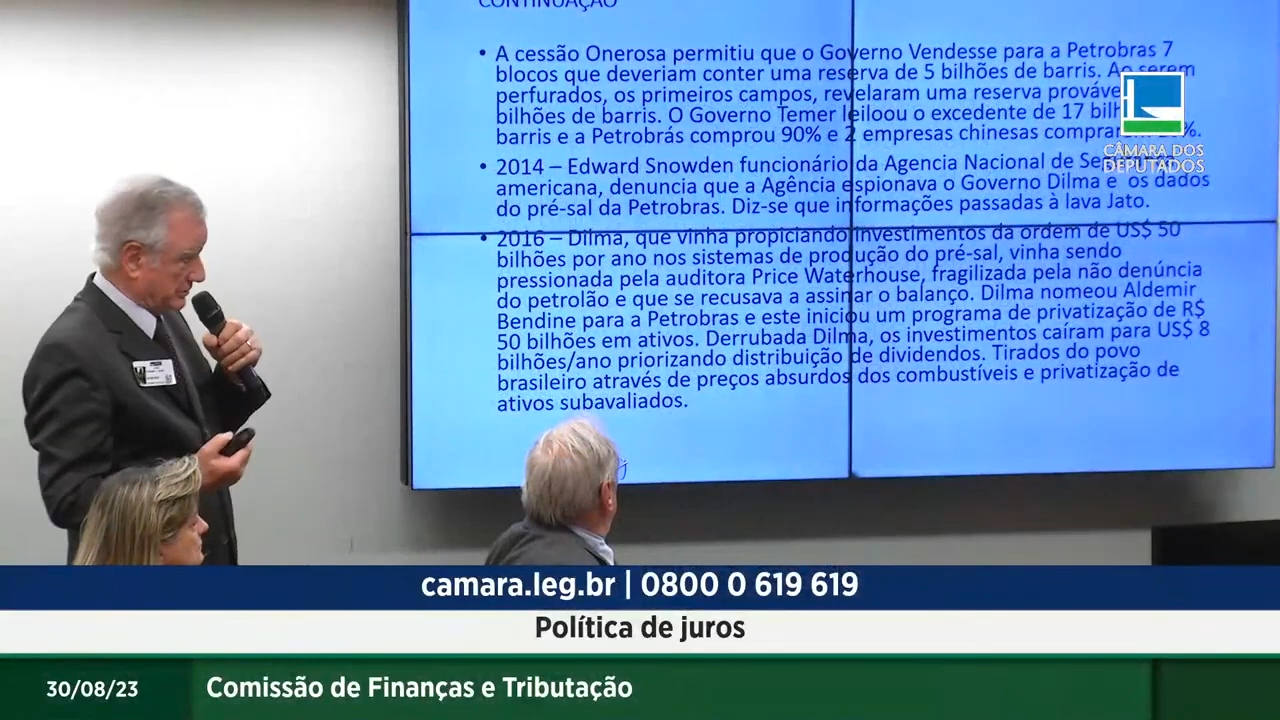 CONTINUAÇÃO
• A cessão Onerosa permitiu que o Governo Vendesse para a Petrobras 7
blocos que deveriam conter uma reserva de 5 bilhões de barris. Ao serem
perfurados, os primeiros campos, revelaram uma reserva prováve
bilhões de barris. O Governo Temer leiloou o excedente de 17 bilh
barris e a Petrobrás comprou 90% e 2 empresas chinesas compraram
• 2014 – Edward Snowden funcionário da Agencia Nacional de
americana, denuncia que a Agência espionava o Governo Dilma e os dados
do pré-sal da Petrobras. Diz-se que informações passadas à lava Jato.
• 2016 – Dilma, que vinha propiciando investimentos da ordem de US$ 50
bilhões por ano nos sistemas de produção do pré-sal, vinha sendo
pressionada pela auditora Price Waterhouse, fragilizada pela não denúncia
do petrolão e que se recusava a assinar o balanço. Dilma nomeou Aldemir
Bendine para a Petrobras e este iniciou um programa de privatização de R$
50 bilhões em ativos. Derrubada Dilma, os investimentos caíram para US$ 8
bilhões/ano priorizando distribuição de dividendos. Tirados do povo
brasileiro através de preços absurdos dos combustíveis e privatização de
ativos subavaliados.
CÂMARA DOS
DEPUTADOS
camara.leg.br | 0800 0 619 619
Política de juros
30/08/23 Comissão de Finanças e Tributação